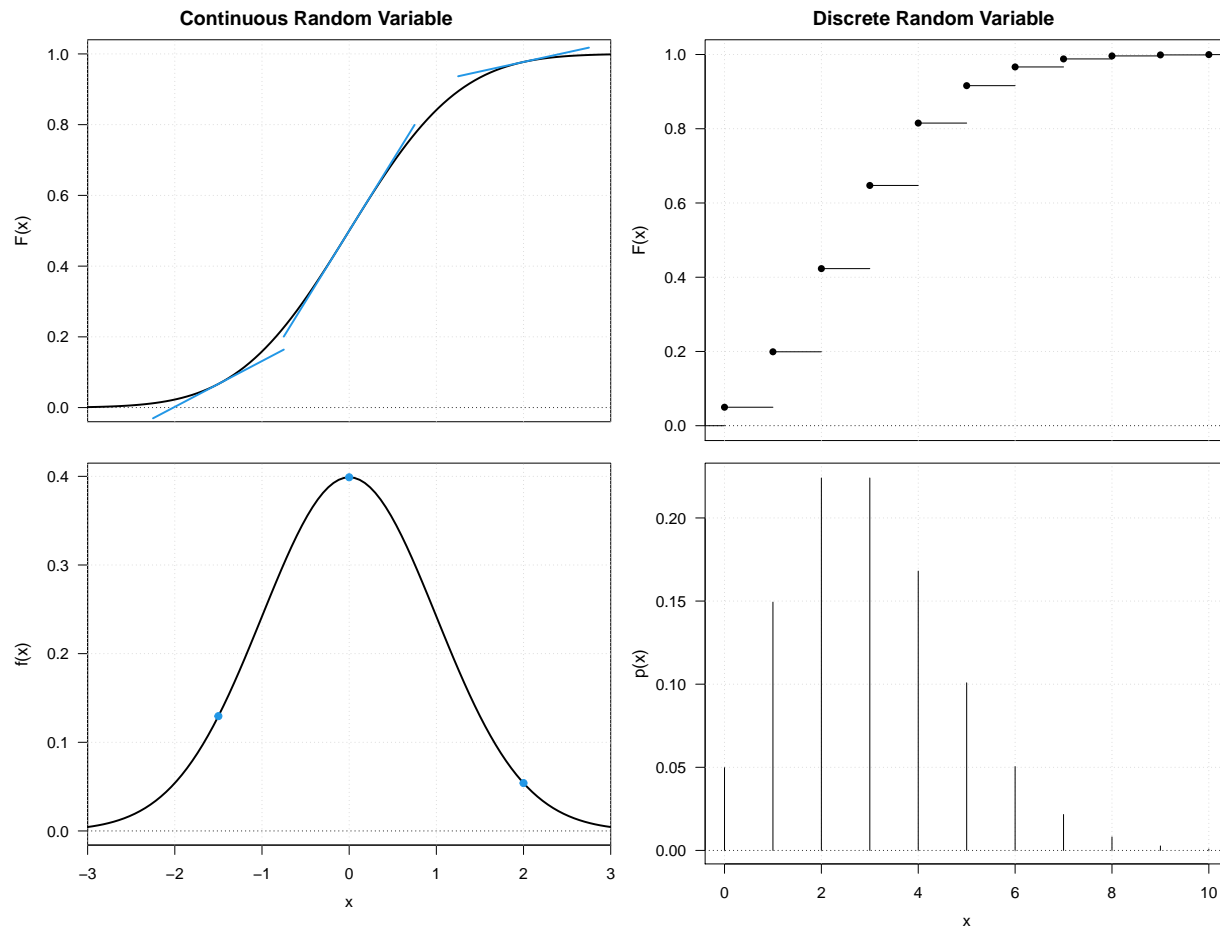 Continuous Random Variable
F(x)
1.0
0.8
0.6
0.4
0.2
0.0
f(x)
0.4
0.3
0.2
0.1
0.0
−3 −2 −1 0 1 2 3
x
Discrete Random Variable
F(x)
1.0
0.8
0.6
0.4
0.2
0.0
p(x)
0.20
0.15
0.10
0.05
0.00
0 2 4 6 8 10
x